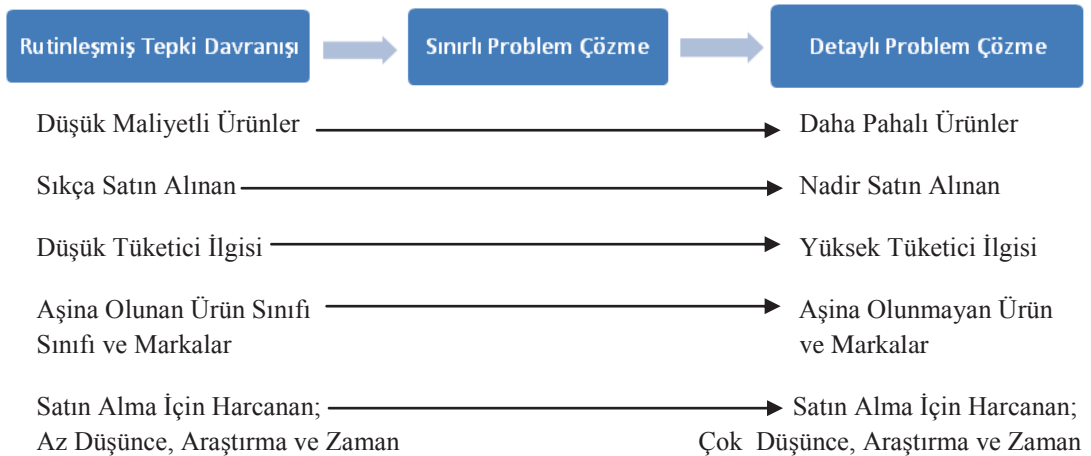 Rutinleşmiş Tepki Davranışı Sınırlı Problem Çözme Detaylı Problem Çözme
Düşük Maliyetli Ürünler Daha Pahalı Ürünler
Sıkça Satın Alınan Nadir Satın Alınan
Düşük Tüketici İlgisi Yüksek Tüketici İlgisi
Aşina Olunan Ürün Sınıfı Aşina Olunmayan Ürün
Sınıfı ve Markalar ve Markalar
Satın Alma İçin Harcanan; Satın Alma İçin Harcanan;
Az Düşünce, Araştırma ve Zaman Çok Düşünce, Araştırma ve Zaman